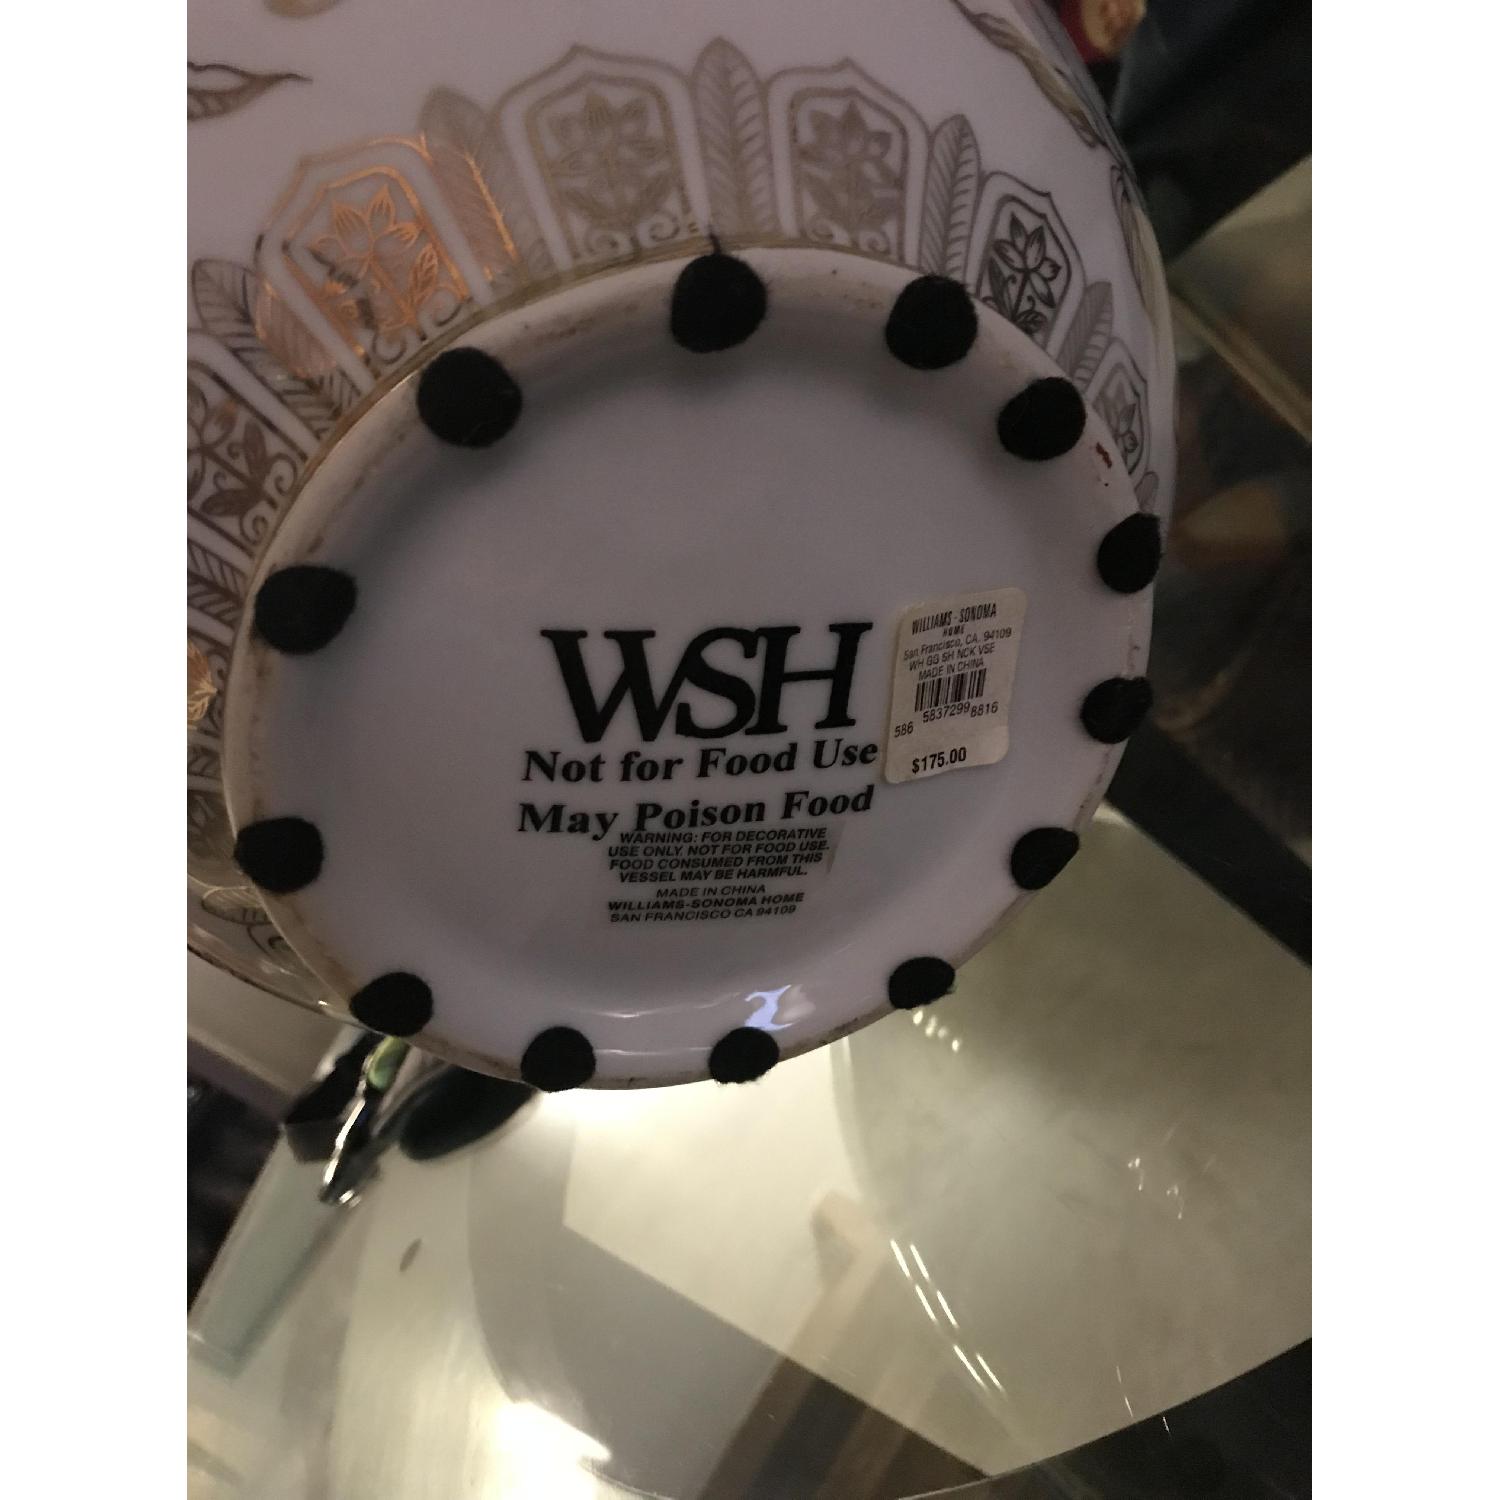 WSH
Not for Food Use
May Poison Food
WARNING: FOR DECORATIVE
USE ONLY. NOT FOR FOOD USE.
FOOD CONSUMED FROM THIS
VESSEL MAY BE HARMFUL.
MADE IN CHINA
WILLIAMS-SONOMA HOME
SAN FRANCISCO CA 94109
WILLIAMS-SONOMA
HOME
San Francisco, CA. 94109
WH GG SH NCK VSE
MADE IN CHINA
586 5837299 8816
$175.00